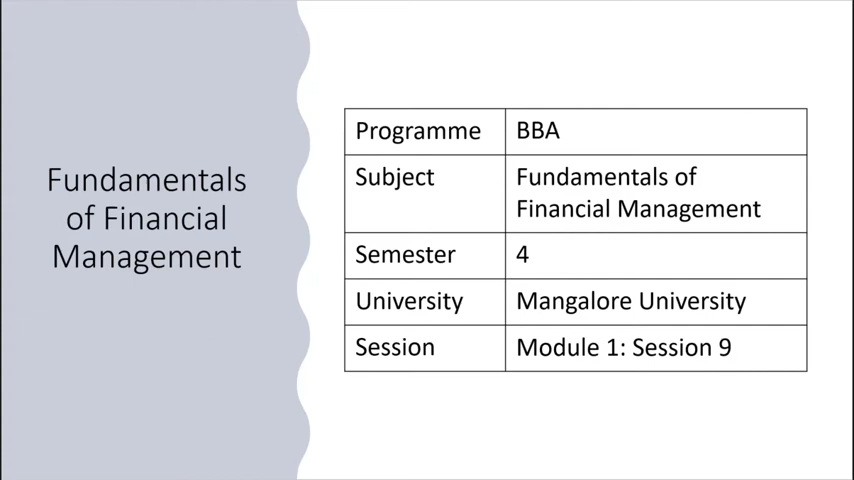 Fundamentals
of Financial
Management
Programme BBA
Subject Fundamentals of
Financial Management
Semester 4
University Mangalore University
Session Module 1: Session 9